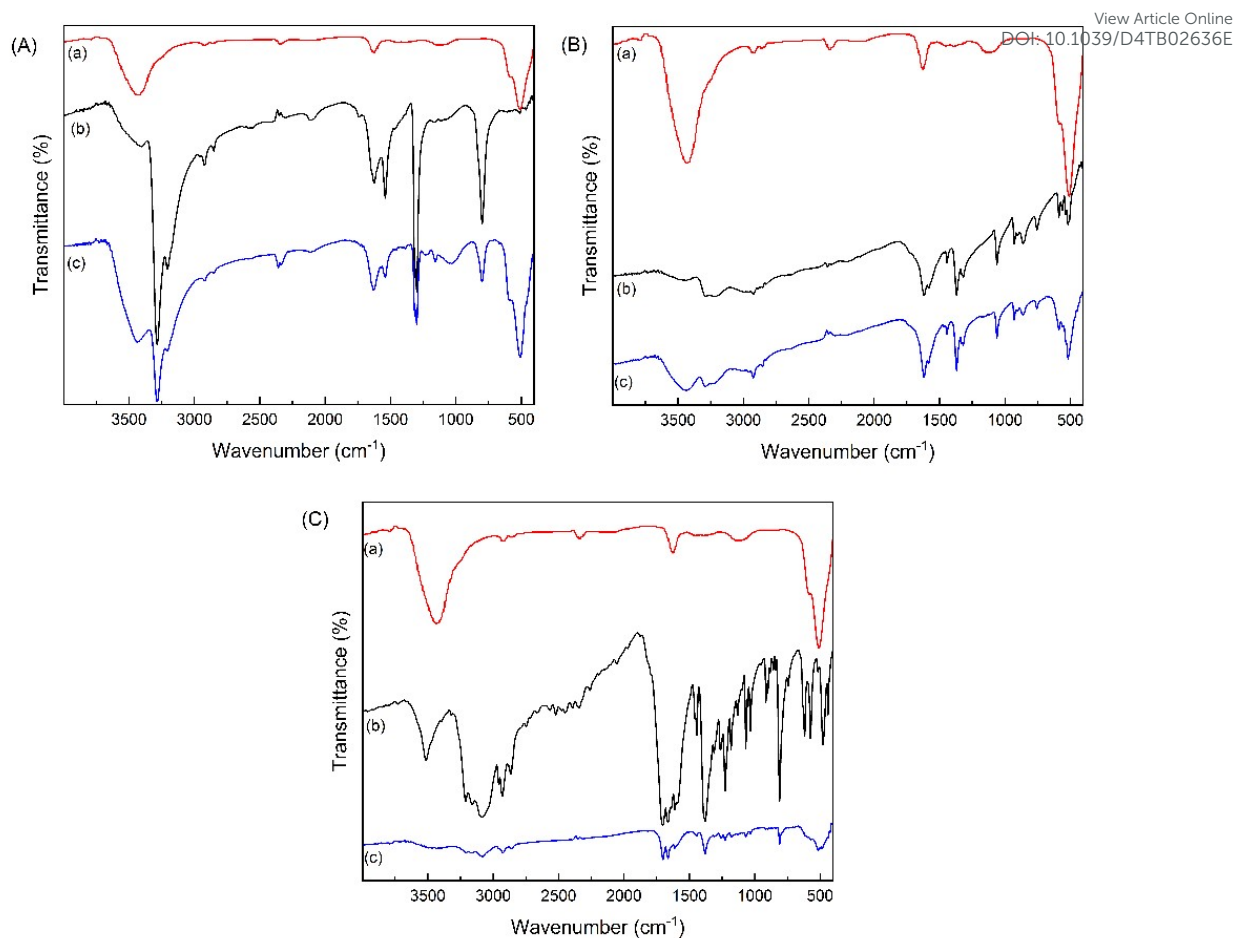 View Article Online
DOI: 10.1039/D4TB02636E
(A)
(a)
(b)
(c)
Transmittance (%)
3500 3000 2500 2000 1500 1000 500
Wavenumber (cm⁻¹)
(B)
(a)
(b)
(c)
Transmittance (%)
3500 3000 2500 2000 1500 1000 500
Wavenumber (cm⁻¹)
(C)
(a)
(b)
(c)
Transmittance (%)
3500 3000 2500 2000 1500 1000 500
Wavenumber (cm⁻¹)